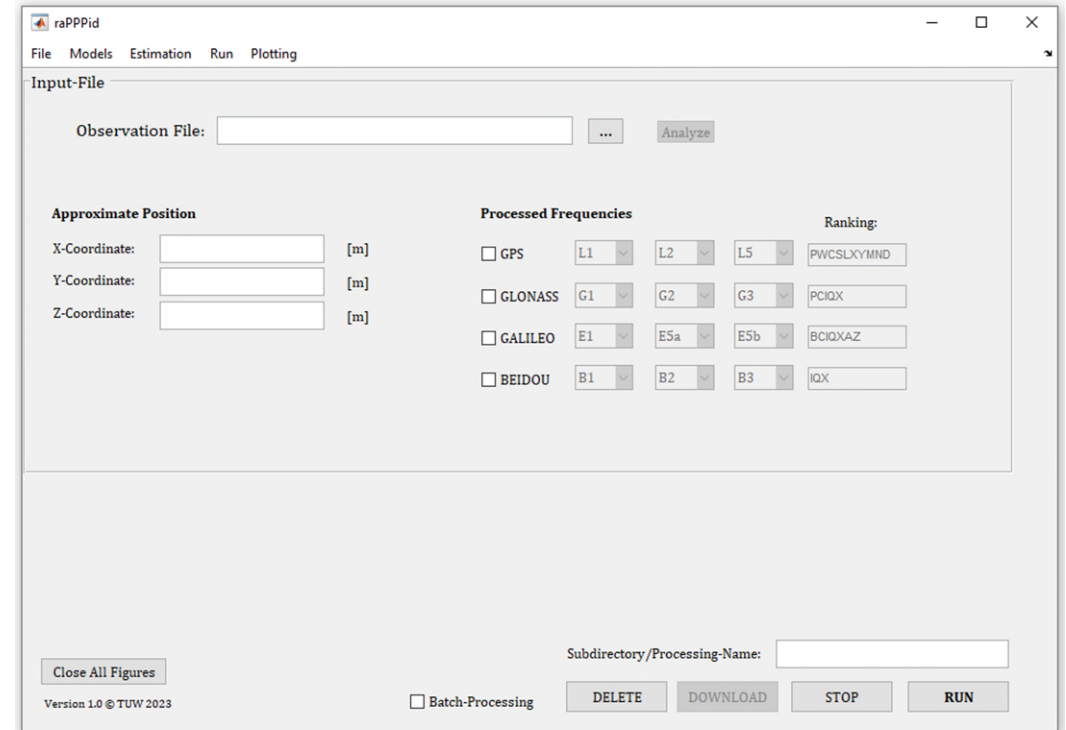 raPPPid
File Models Estimation Run Plotting
Input-File
Observation File: ... Analyze
Approximate Position
X-Coordinate: [m]
Y-Coordinate: [m]
Z-Coordinate: [m]
Processed Frequencies
Ranking:
GPS L1 L2 L5 PWCSLXYMND
GLONASS G1 G2 G3 PCIQX
GALILEO E1 E5a E5b BCIQXAZ
BEIDOU B1 B2 B3 IQX
Subdirectory/Processing-Name:
Close All Figures
Version 1.0 © TUW 2023
Batch-Processing DELETE DOWNLOAD STOP RUN